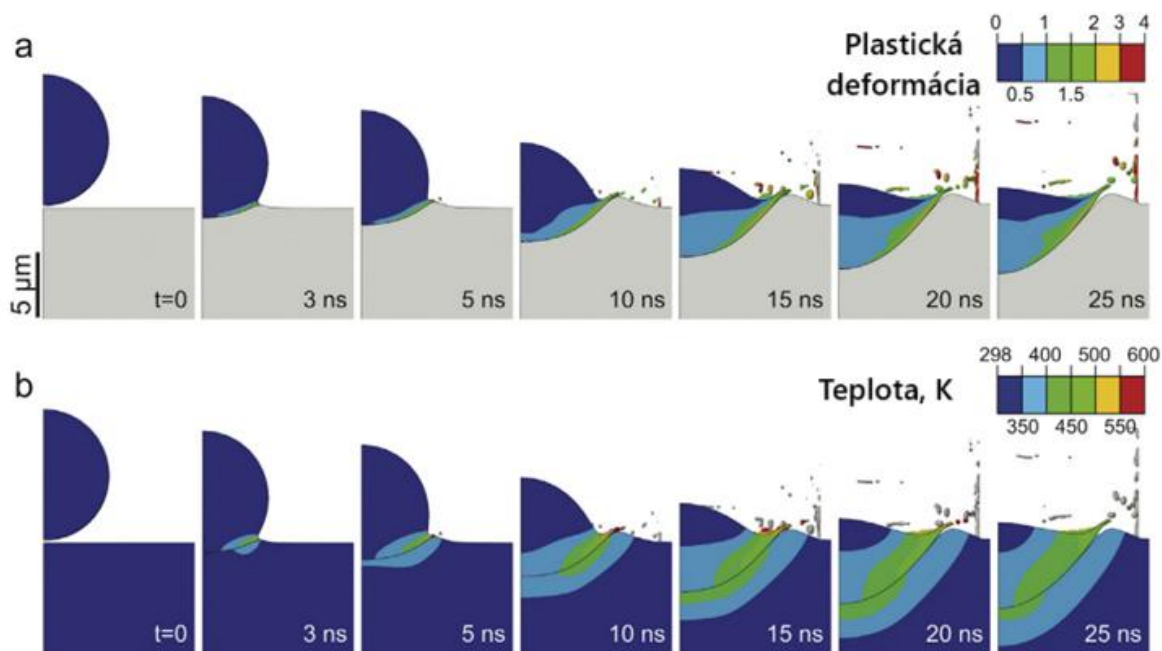 a
Plastická
deformácia
0 1 2 3 4
0.5 1.5
5 µm
t=0 3 ns 5 ns 10 ns 15 ns 20 ns 25 ns
b
Teplota, K
298 400 500 600
350 450 550
t=0 3 ns 5 ns 10 ns 15 ns 20 ns 25 ns